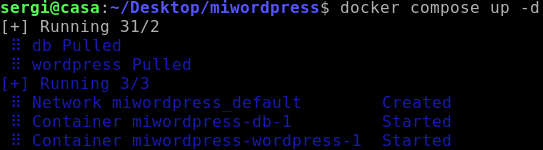 sergi@casa:~/Desktop/miwordpress$ docker compose up -d
[+] Running 31/2
⠿ db Pulled
⠿ wordpress Pulled
[+] Running 3/3
⠿ Network miwordpress_default Created
⠿ Container miwordpress-db-1 Started
⠿ Container miwordpress-wordpress-1 Started